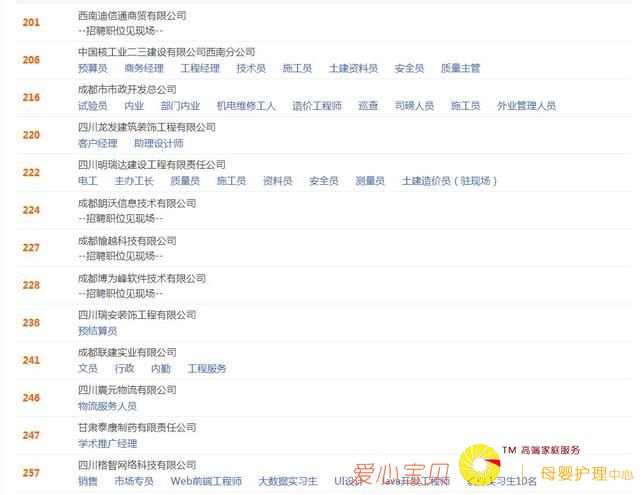 201 西南迪信通商贸有限公司
--招聘职位见现场--
206 中国核工业二三建设有限公司西南分公司
预算员 商务经理 工程经理 技术员 施工员 土建资料员 安全员 质量主管
216 成都市市政开发总公司
试验员 内业 部门内业 机电维修工人 造价工程师 巡查 司磅人员 施工员 外业管理人员
220 四川龙发建筑装饰工程有限公司
客户经理 助理设计师
222 四川明瑞达建设工程有限责任公司
电工 主办工长 质量员 施工员 资料员 安全员 测量员 土建造价员（驻现场）
224 成都朗沃信息技术有限公司
--招聘职位见现场--
227 成都愉越科技有限公司
--招聘职位见现场--
228 成都博为峰软件技术有限公司
--招聘职位见现场--
238 四川瑞安装饰工程有限公司
预结算员
241 成都联建实业有限公司
文员 行政 内勤 工程服务
246 四川震元物流有限公司
物流服务人员
247 甘肃泰康制药有限责任公司
学术推广经理
TM 高端家庭服务
257 四川格智网络科技有限公司
爱心宝贝 母婴护理中心
销售 市场专员 Web前端工程师 大数据实习生 UI设计 Java开发工程师 实习生10名